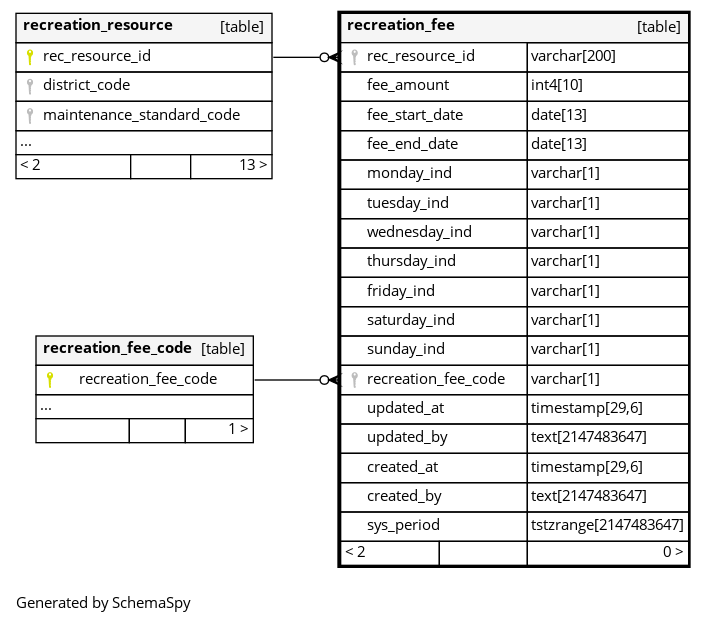 recreation_resource [table]
rec_resource_id
district_code
maintenance_standard_code
...
< 2 13 >
recreation_fee_code [table]
recreation_fee_code
...
1 >
recreation_fee [table]
rec_resource_id varchar[200]
fee_amount int4[10]
fee_start_date date[13]
fee_end_date date[13]
monday_ind varchar[1]
tuesday_ind varchar[1]
wednesday_ind varchar[1]
thursday_ind varchar[1]
friday_ind varchar[1]
saturday_ind varchar[1]
sunday_ind varchar[1]
recreation_fee_code varchar[1]
updated_at timestamp[29,6]
updated_by text[2147483647]
created_at timestamp[29,6]
created_by text[2147483647]
sys_period tstzrange[2147483647]
< 2 0 >
Generated by SchemaSpy